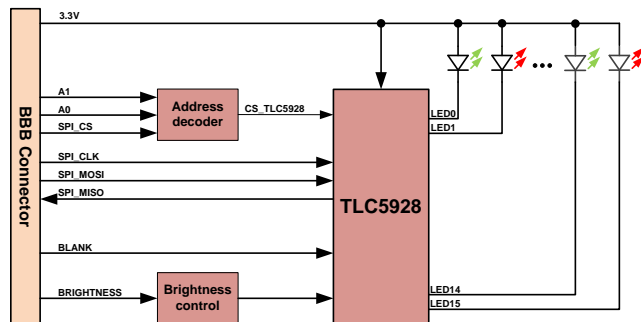 3.3V
BBB Connector
A1
A0
SPI_CS
Address
decoder
CS_TLC5928
LED0
LED1
...
SPI_CLK
SPI_MOSI
SPI_MISO
TLC5928
BLANK
BRIGHTNESS
Brightness
control
LED14
LED15